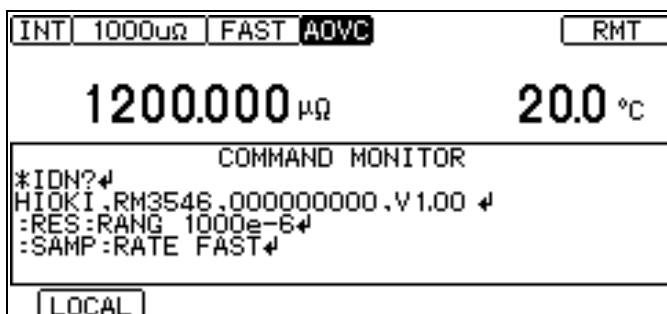 INT 1000uΩ FAST AOVC RMT
1200.000 μΩ 20.0 °C
COMMAND MONITOR
*IDN?↲
HIOKI,RM3546,000000000,V1.00 ↲
:RES:RANG 1000e-6↲
:SAMP:RATE FAST↲
LOCAL